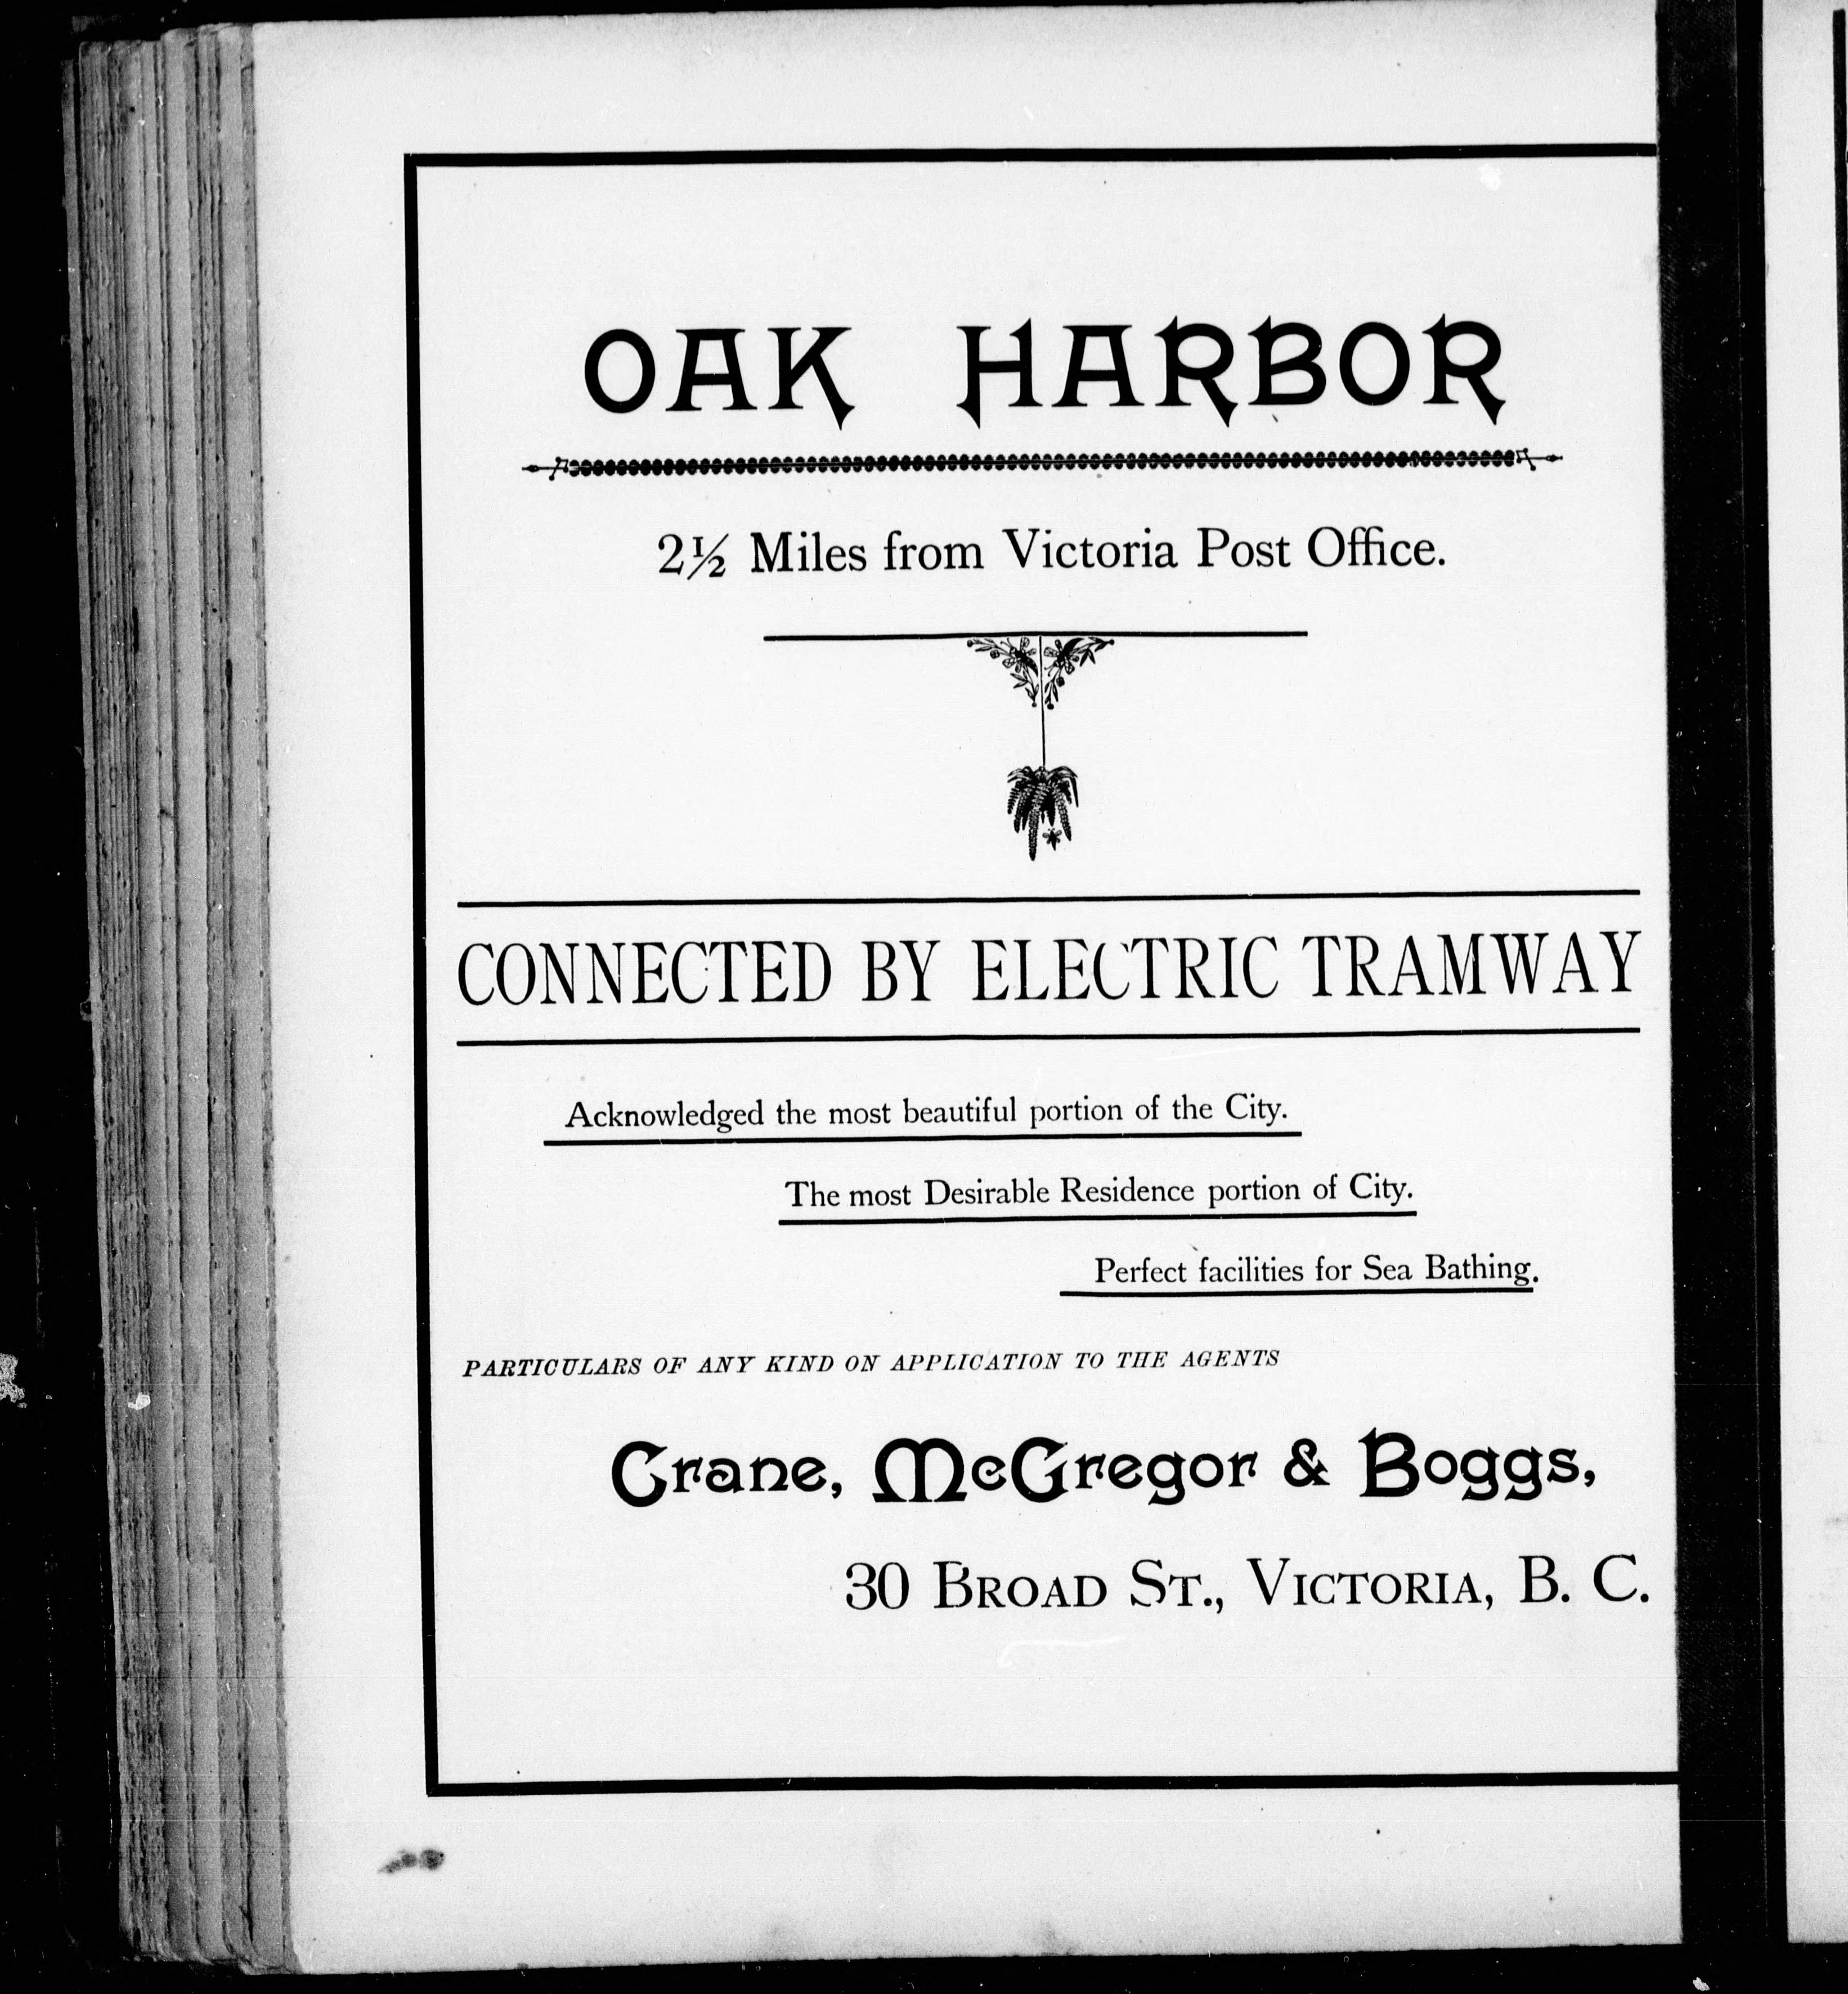 OAK HARBOR
2½ Miles from Victoria Post Office.
CONNECTED BY ELECTRIC TRAMWAY
Acknowledged the most beautiful portion of the City.
The most Desirable Residence portion of City.
Perfect facilities for Sea Bathing.
PARTICULARS OF ANY KIND ON APPLICATION TO THE AGENTS
Crane, McGregor & Boggs,
30 BROAD ST., VICTORIA, B. C.